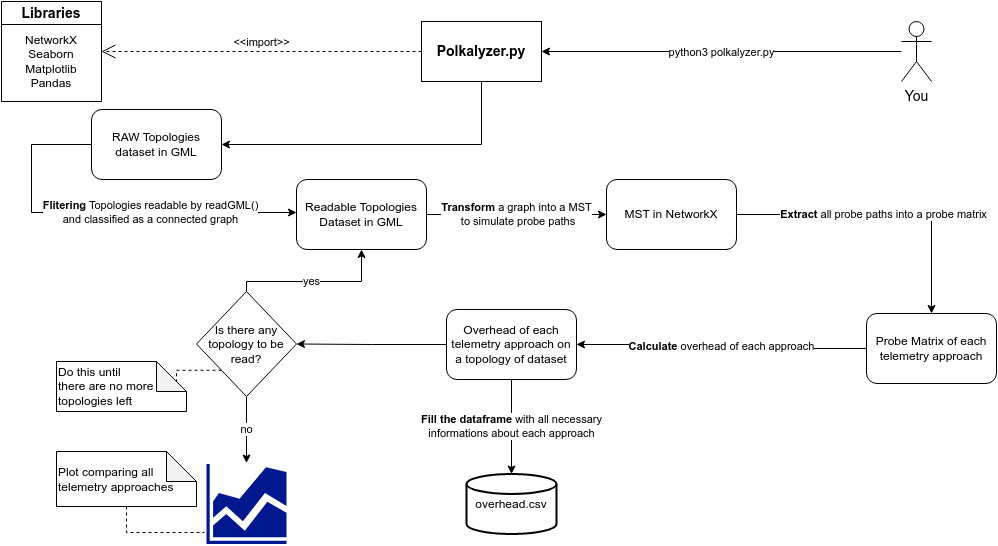 Libraries
NetworkX
Seaborn
Matplotlib
Pandas
<<import>>
Polkalyzer.py
python3 polkalyzer.py
You
RAW Topologies
dataset in GML
Flitering Topologies readable by readGML()
and classified as a connected graph
Readable Topologies
Dataset in GML
Transform a graph into a MST
to simulate probe paths
MST in NetworkX
Extract all probe paths into a probe matrix
yes
Is there any
topology to be
read?
Overhead of each
telemetry approach on
a topology of dataset
Calculate overhead of each approach
Probe Matrix of each
telemetry approach
Do this until
there are no more
topologies left
no
Fill the dataframe with all necessary
informations about each approach
Plot comparing all
telemetry approaches
overhead.csv